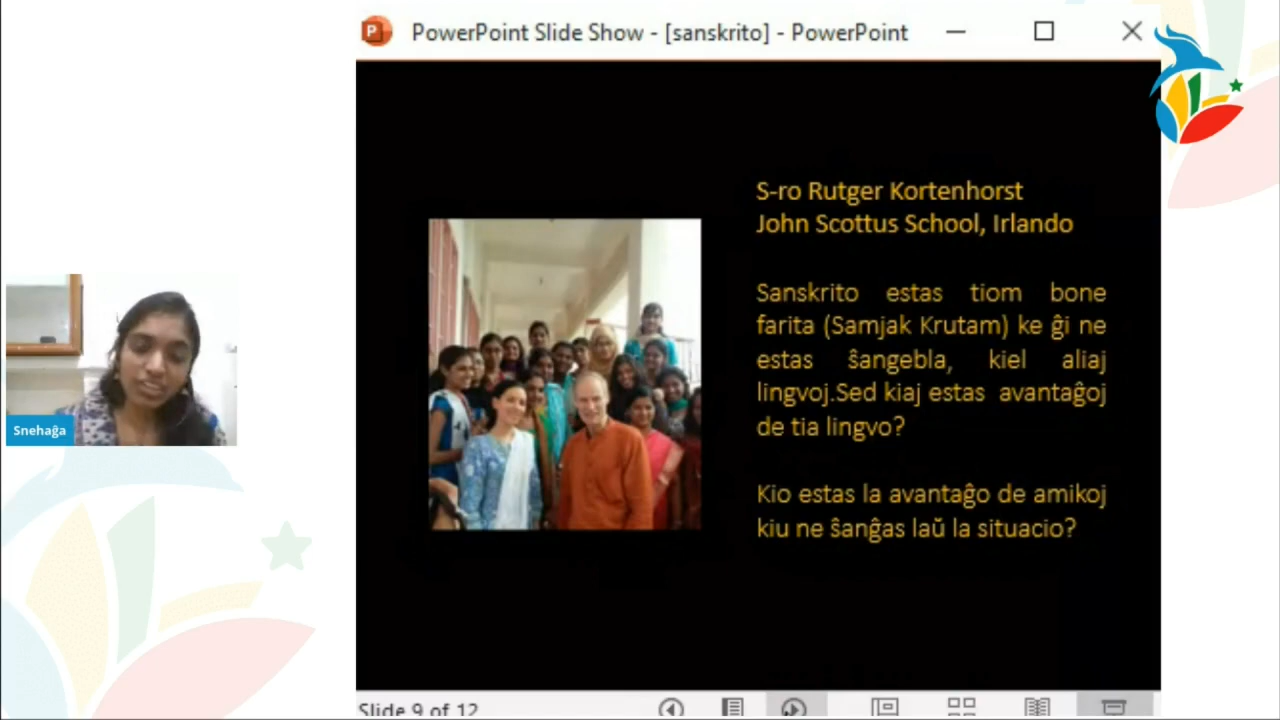 PowerPoint Slide Show - [sanskrito] - PowerPoint
S-ro Rutger Kortenhorst
John Scottus School, Irlando
Sanskrito estas tiom bone
farita (Samjak Krutam) ke ĝi ne
estas ŝangebla, kiel aliaj
lingvoj.Sed kiaj estas avantaĝoj
de tia lingvo?
Kio estas la avantaĝo de amikoj
kiu ne ŝanĝas laŭ la situacio?
Snehaĝa
Slide 9 of 12